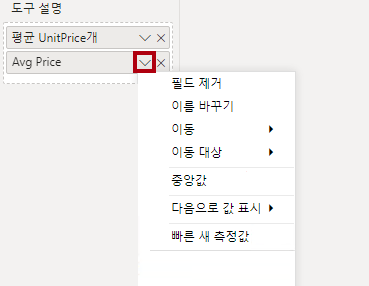 도구 설명
평균 UnitPrice개
Avg Price
필드 제거
이름 바꾸기
이동
이동 대상
중앙값
다음으로 값 표시
빠른 새 측정값